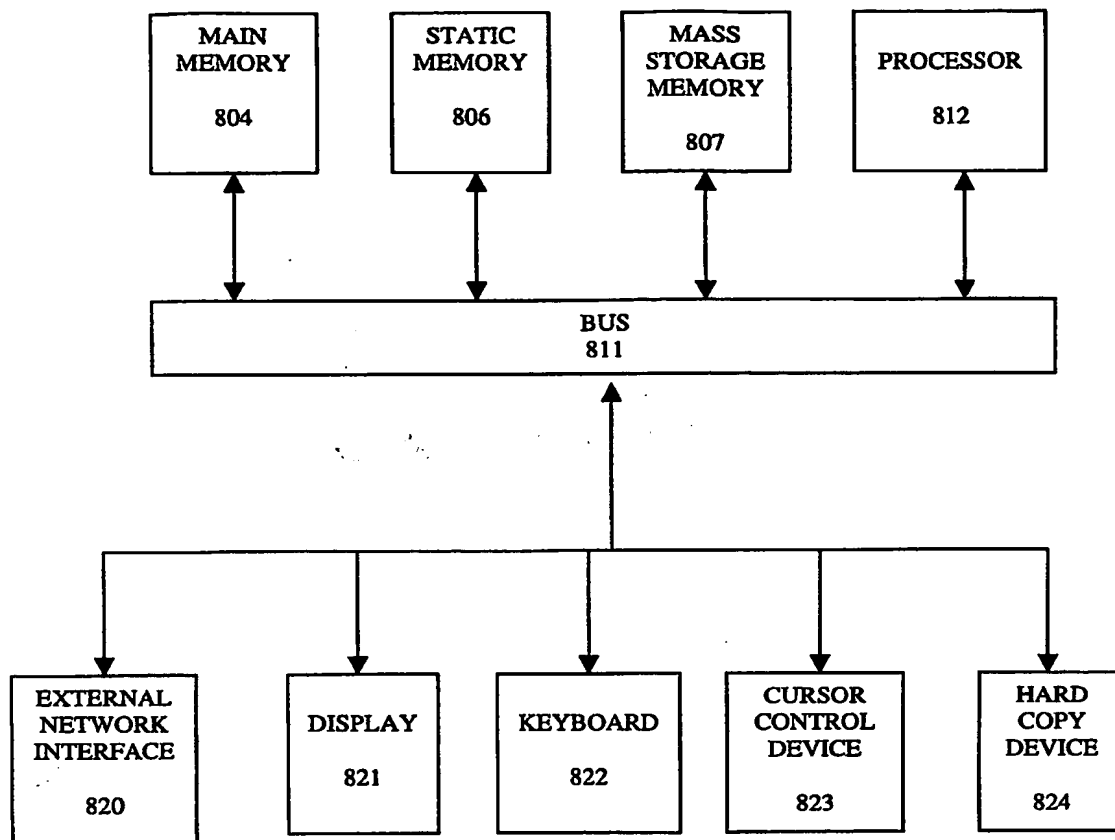 MAIN
MEMORY
804
STATIC
MEMORY
806
MASS
STORAGE
MEMORY
807
PROCESSOR
812
BUS
811
EXTERNAL
NETWORK
INTERFACE
820
DISPLAY
821
KEYBOARD
822
CURSOR
CONTROL
DEVICE
823
HARD
COPY
DEVICE
824